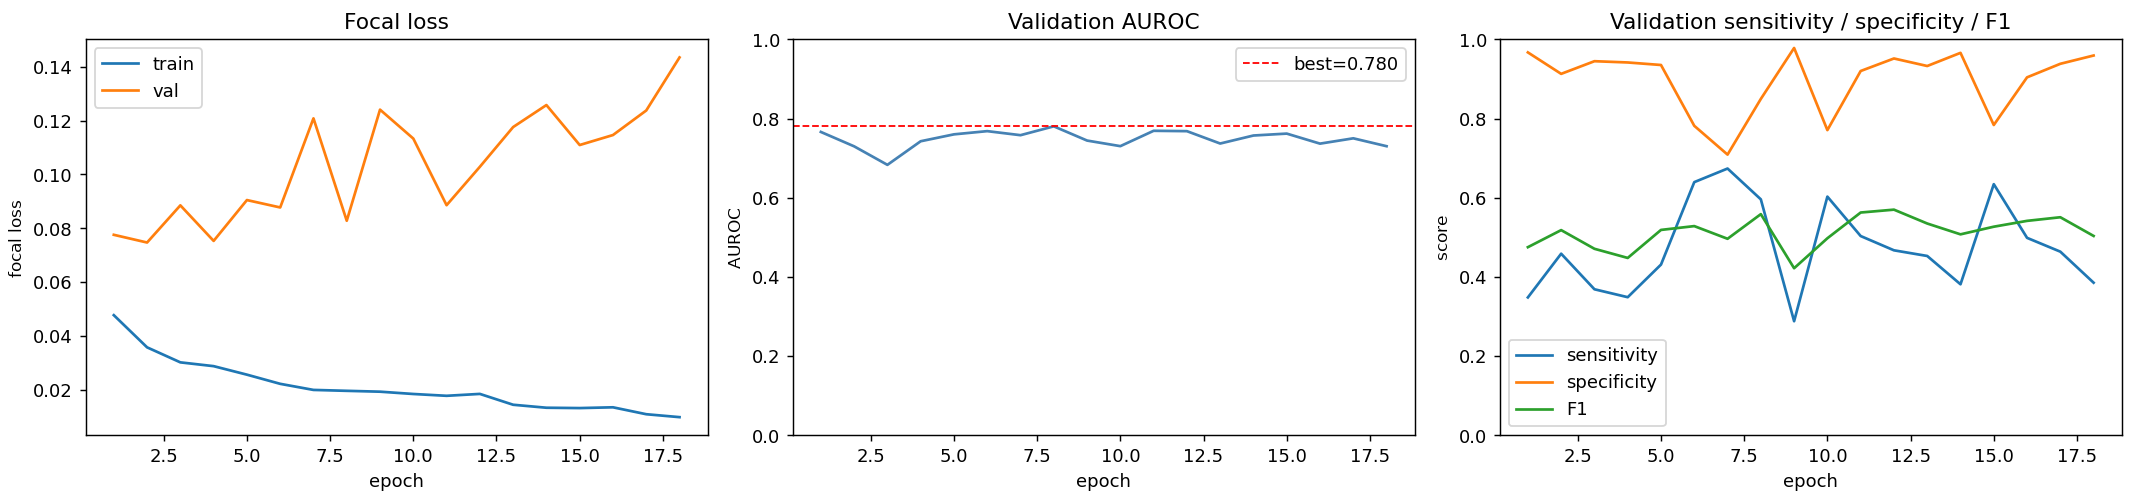 Focal loss
train
val
0.14
0.12
0.10
0.08
0.06
0.04
0.02
focal loss
2.5 5.0 7.5 10.0 12.5 15.0 17.5
epoch
Validation AUROC
best=0.780
1.0
0.8
0.6
0.4
0.2
0.0
AUROC
2.5 5.0 7.5 10.0 12.5 15.0 17.5
epoch
Validation sensitivity / specificity / F1
1.0
0.8
0.6
0.4
0.2
0.0
score
sensitivity
specificity
F1
2.5 5.0 7.5 10.0 12.5 15.0 17.5
epoch